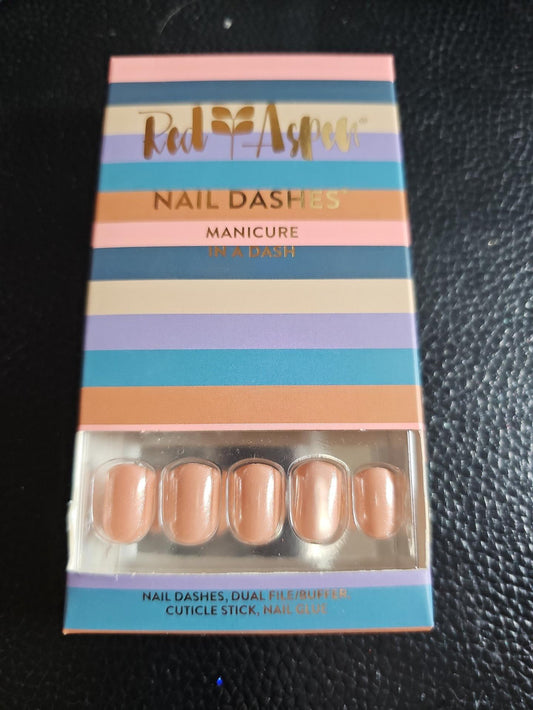 Red Aspen®
NAIL DASHES®
MANICURE
IN A DASH
NAIL DASHES, DUAL FILE/BUFFER,
CUTICLE STICK, NAIL GLUE